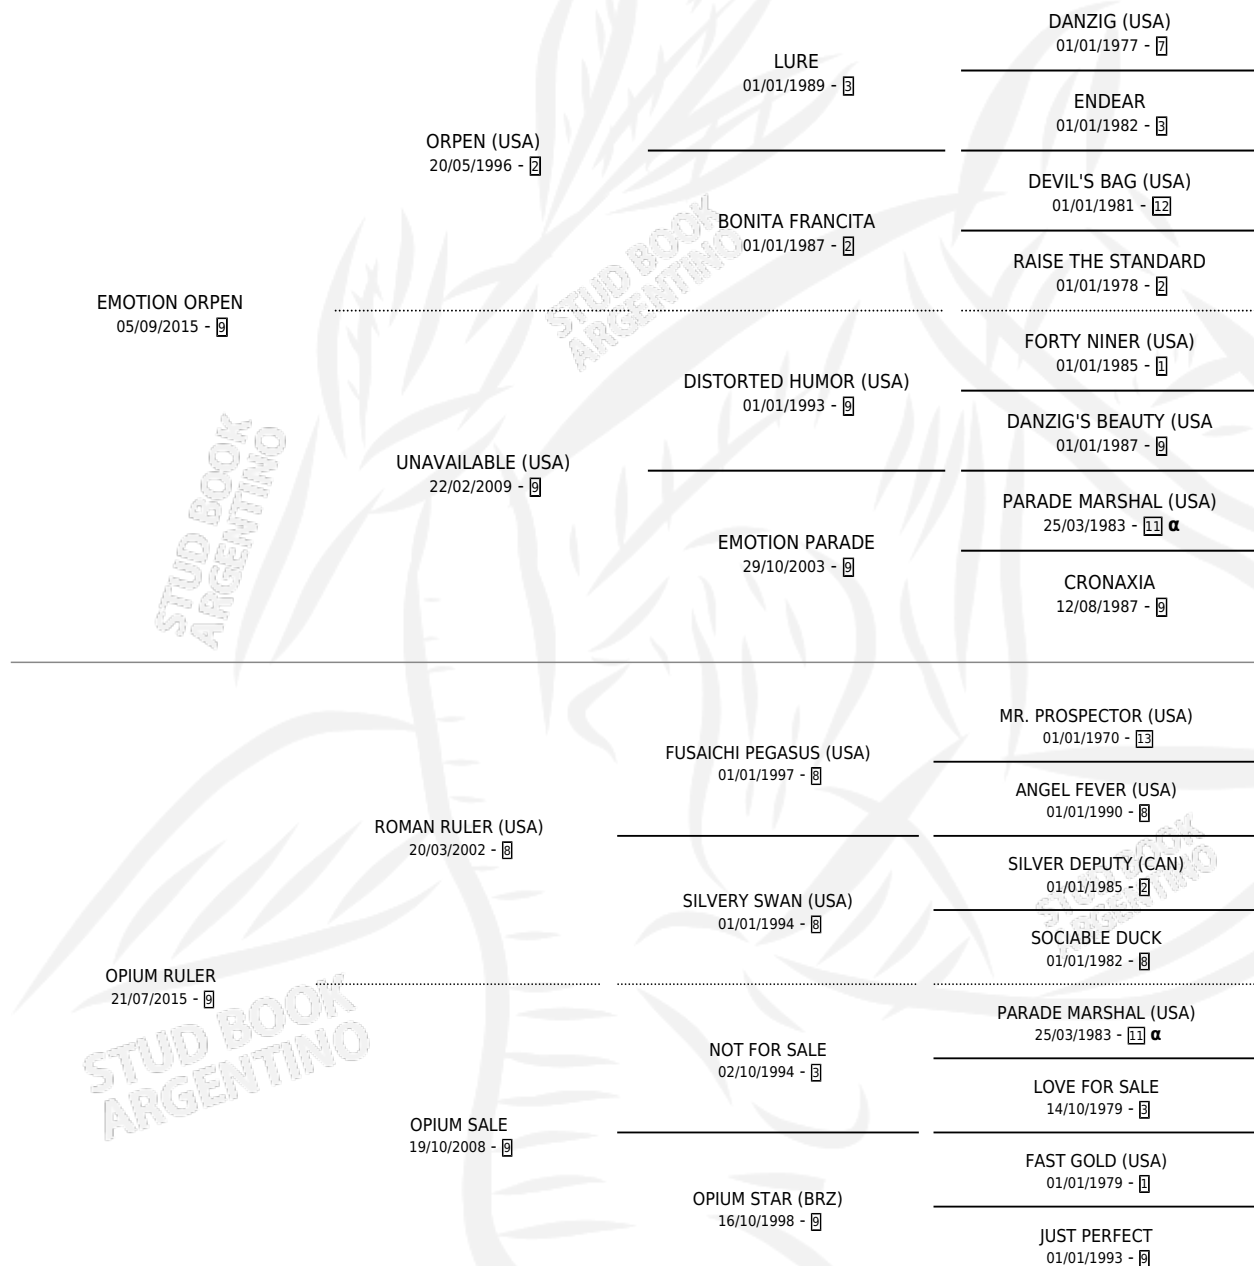 DANZIG (USA)
01/01/1977 - 7
LURE
01/01/1989 - 3
ENDEAR
01/01/1982 - 3
ORPEN (USA)
20/05/1996 - 2
DEVIL'S BAG (USA)
01/01/1981 - 12
BONITA FRANCITA
01/01/1987 - 2
RAISE THE STANDARD
01/01/1978 - 2
EMOTION ORPEN
05/09/2015 - 9
FORTY NINER (USA)
01/01/1985 - 1
DISTORTED HUMOR (USA)
01/01/1993 - 9
DANZIG'S BEAUTY (USA
01/01/1987 - 9
UNAVAILABLE (USA)
22/02/2009 - 9
PARADE MARSHAL (USA)
25/03/1983 - 11 α
EMOTION PARADE
29/10/2003 - 9
CRONAXIA
12/08/1987 - 9
MR. PROSPECTOR (USA)
01/01/1970 - 13
FUSAICHI PEGASUS (USA)
01/01/1997 - 8
ANGEL FEVER (USA)
01/01/1990 - 8
ROMAN RULER (USA)
20/03/2002 - 8
SILVER DEPUTY (CAN)
01/01/1985 - 2
SILVERY SWAN (USA)
01/01/1994 - 8
SOCIABLE DUCK
01/01/1982 - 8
OPIUM RULER
21/07/2015 - 9
PARADE MARSHAL (USA)
25/03/1983 - 11 α
NOT FOR SALE
02/10/1994 - 3
LOVE FOR SALE
14/10/1979 - 3
OPIUM SALE
19/10/2008 - 9
FAST GOLD (USA)
01/01/1979 - 1
OPIUM STAR (BRZ)
16/10/1998 - 9
JUST PERFECT
01/01/1993 - 9
STUD BOOK
ARGENTINO
STUD BOOK
ARGENTINO
STUD BOOK
ARGENTINO
STUD BOOK
ARGENTINO